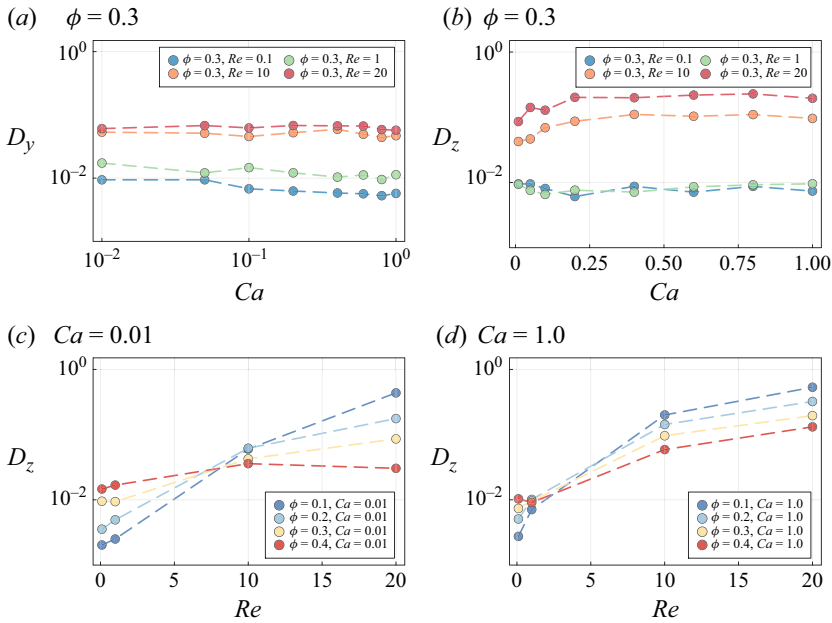 (a) ϕ = 0.3
10⁰
10⁻²
D_y
ϕ = 0.3, Re = 0.1
ϕ = 0.3, Re = 1
ϕ = 0.3, Re = 10
ϕ = 0.3, Re = 20
10⁻² 10⁻¹ 10⁰
Ca
(b) ϕ = 0.3
10⁰
10⁻²
D_z
ϕ = 0.3, Re = 0.1
ϕ = 0.3, Re = 1
ϕ = 0.3, Re = 10
ϕ = 0.3, Re = 20
0 0.25 0.50 0.75 1.00
Ca
(c) Ca = 0.01
10⁰
10⁻²
D_z
ϕ = 0.1, Ca = 0.01
ϕ = 0.2, Ca = 0.01
ϕ = 0.3, Ca = 0.01
ϕ = 0.4, Ca = 0.01
0 5 10 15 20
Re
(d) Ca = 1.0
10⁰
10⁻²
D_z
ϕ = 0.1, Ca = 1.0
ϕ = 0.2, Ca = 1.0
ϕ = 0.3, Ca = 1.0
ϕ = 0.4, Ca = 1.0
0 5 10 15 20
Re